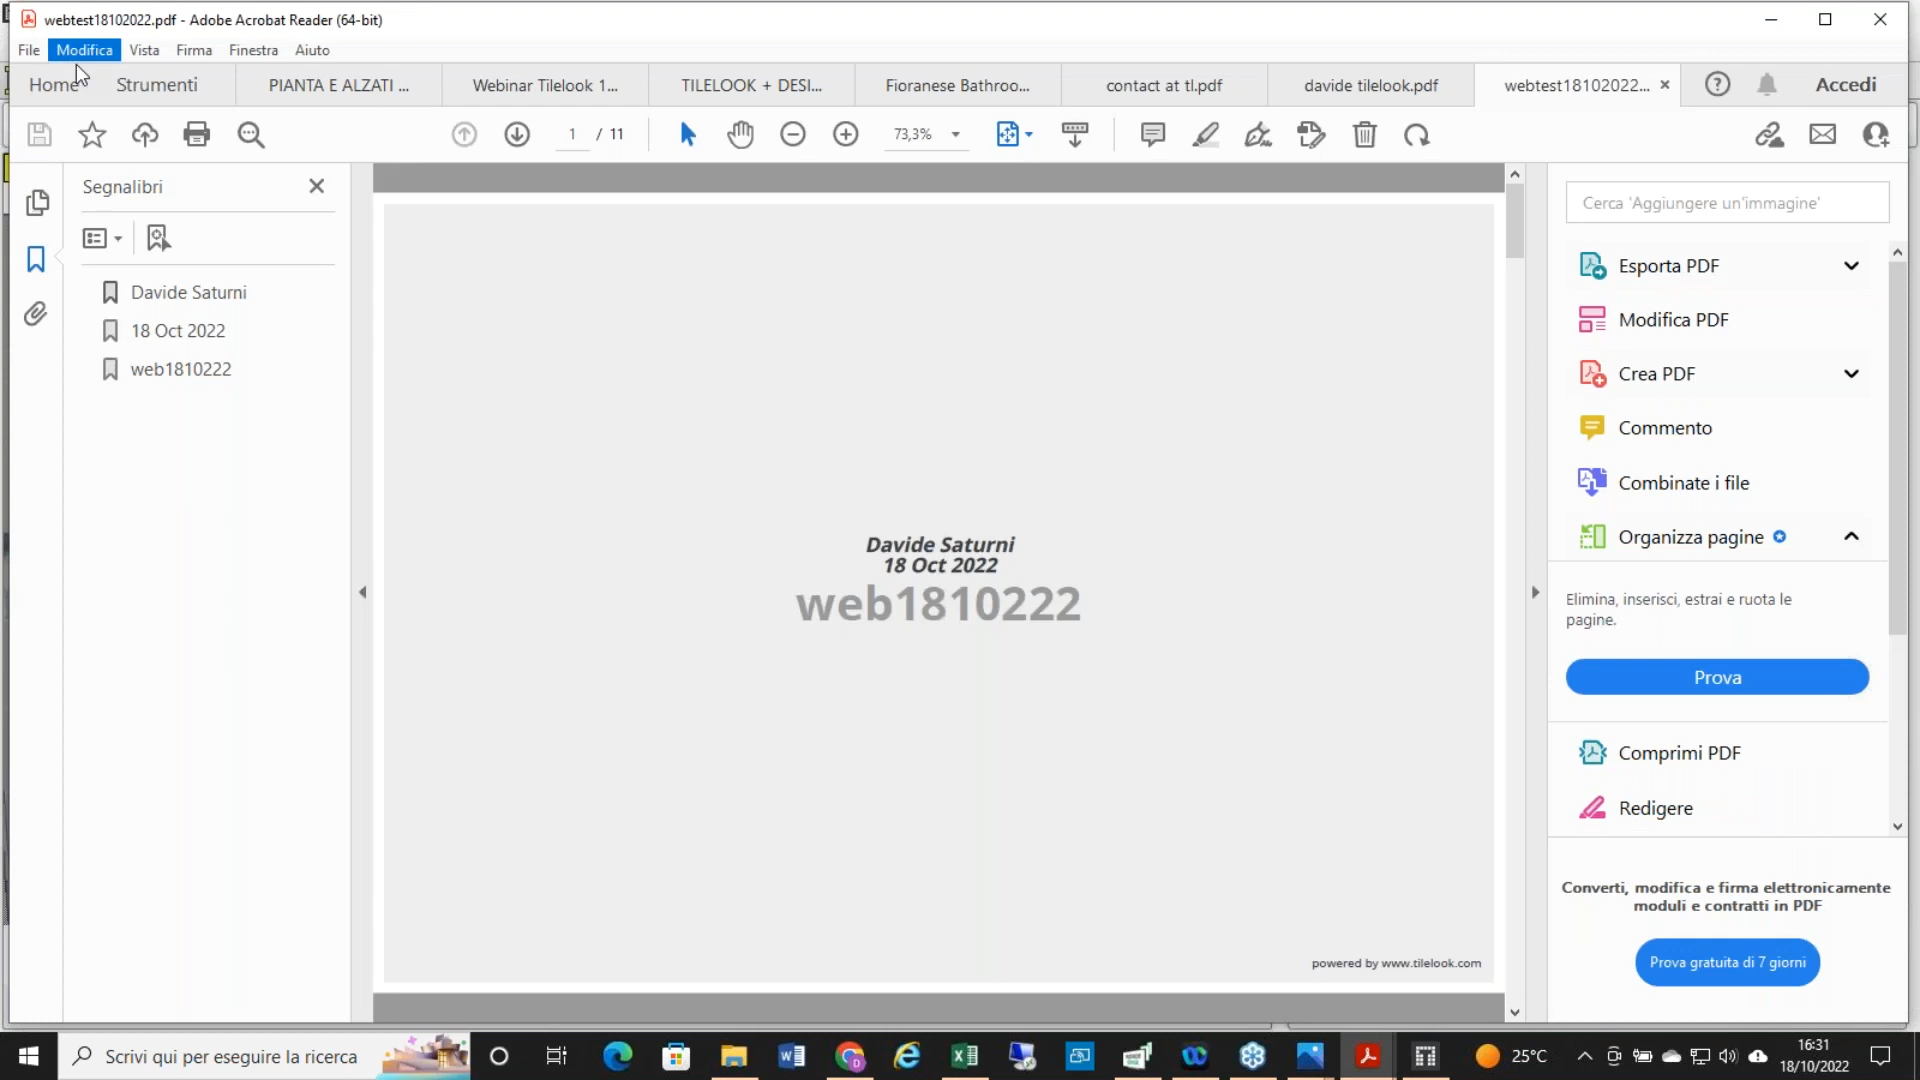 webtest18102022.pdf - Adobe Acrobat Reader (64-bit)
File Modifica Vista Firma Finestra Aiuto
Home Strumenti PIANTA E ALZATI ... Webinar Tilelook 1... TILELOOK + DESI... Fioranese Bathroo... contact at tl.pdf davide tilelook.pdf webtest18102022... × Accedi
1 / 11 73,3%
Segnalibri
Davide Saturni
18 Oct 2022
web1810222
Davide Saturni
18 Oct 2022
web1810222
powered by www.tilelook.com
Cerca 'Aggiungere un'immagine'
Esporta PDF
Modifica PDF
Crea PDF
Commento
Combinate i file
Organizza pagine
Elimina, inserisci, estrai e ruota le
pagine.
Prova
Comprimi PDF
Redigere
Converti, modifica e firma elettronicamente
moduli e contratti in PDF
Prova gratuita di 7 giorni
Scrivi qui per eseguire la ricerca
25°C
16:31
18/10/2022